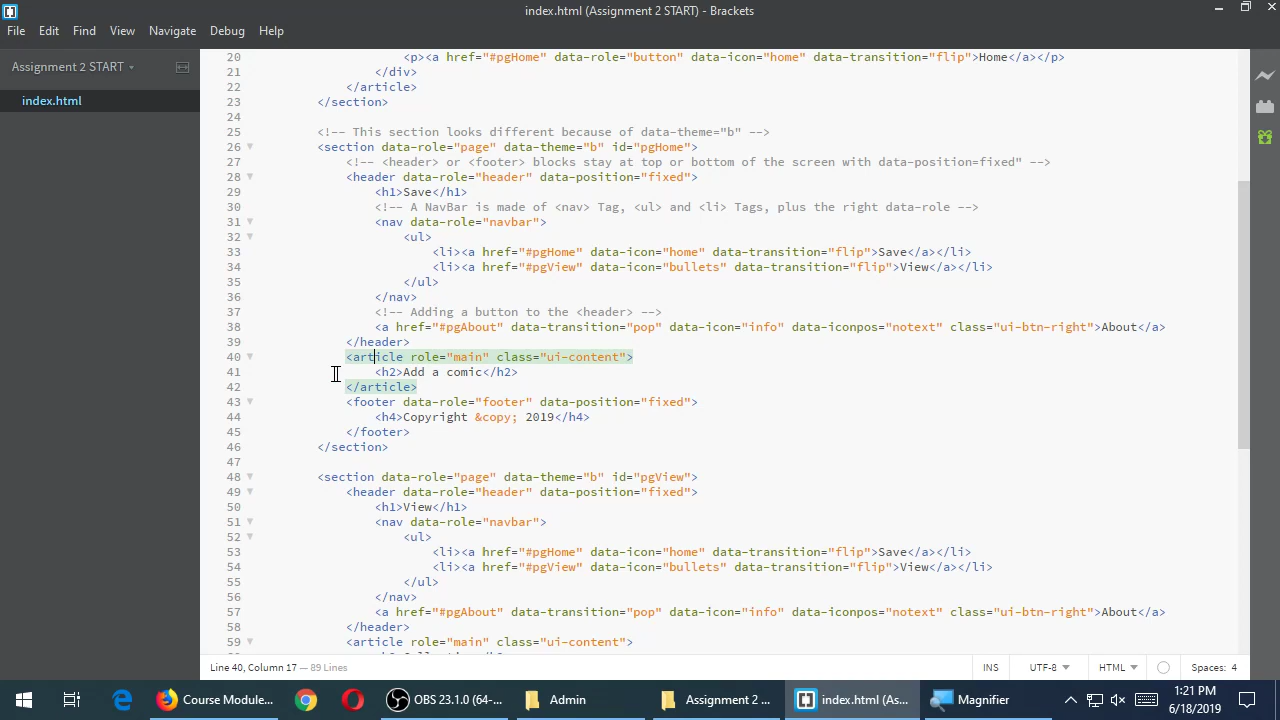 index.html (Assignment 2 START) - Brackets
File Edit Find View Navigate Debug Help
Assignment 2 START
index.html
20 <p><a href="#pgHome" data-role="button" data-icon="home" data-transition="flip">Home</a></p>
21 </div>
22 </article>
23 </section>
24
25 <!-- This section looks different because of data-theme="b" -->
26 <section data-role="page" data-theme="b" id="pgHome">
27 <!-- <header> or <footer> blocks stay at top or bottom of the screen with data-position=fixed" -->
28 <header data-role="header" data-position="fixed">
29 <h1>Save</h1>
30 <!-- A NavBar is made of <nav> Tag, <ul> and <li> Tags, plus the right data-role -->
31 <nav data-role="navbar">
32 <ul>
33 <li><a href="#pgHome" data-icon="home" data-transition="flip">Save</a></li>
34 <li><a href="#pgView" data-icon="bullets" data-transition="flip">View</a></li>
35 </ul>
36 </nav>
37 <!-- Adding a button to the <header> -->
38 <a href="#pgAbout" data-transition="pop" data-icon="info" data-iconpos="notext" class="ui-btn-right">About</a>
39 </header>
40 <article role="main" class="ui-content">
41 <h2>Add a comic</h2>
42 </article>
43 <footer data-role="footer" data-position="fixed">
44 <h4>Copyright &copy; 2019</h4>
45 </footer>
46 </section>
47
48 <section data-role="page" data-theme="b" id="pgView">
49 <header data-role="header" data-position="fixed">
50 <h1>View</h1>
51 <nav data-role="navbar">
52 <ul>
53 <li><a href="#pgHome" data-icon="home" data-transition="flip">Save</a></li>
54 <li><a href="#pgView" data-icon="bullets" data-transition="flip">View</a></li>
55 </ul>
56 </nav>
57 <a href="#pgAbout" data-transition="pop" data-icon="info" data-iconpos="notext" class="ui-btn-right">About</a>
58 </header>
59 <article role="main" class="ui-content">
Line 40, Column 17 — 89 Lines INS UTF-8 HTML Spaces: 4
Course Module... OBS 23.1.0 (64-... Admin Assignment 2 ... index.html (As... Magnifier 1:21 PM
6/18/2019